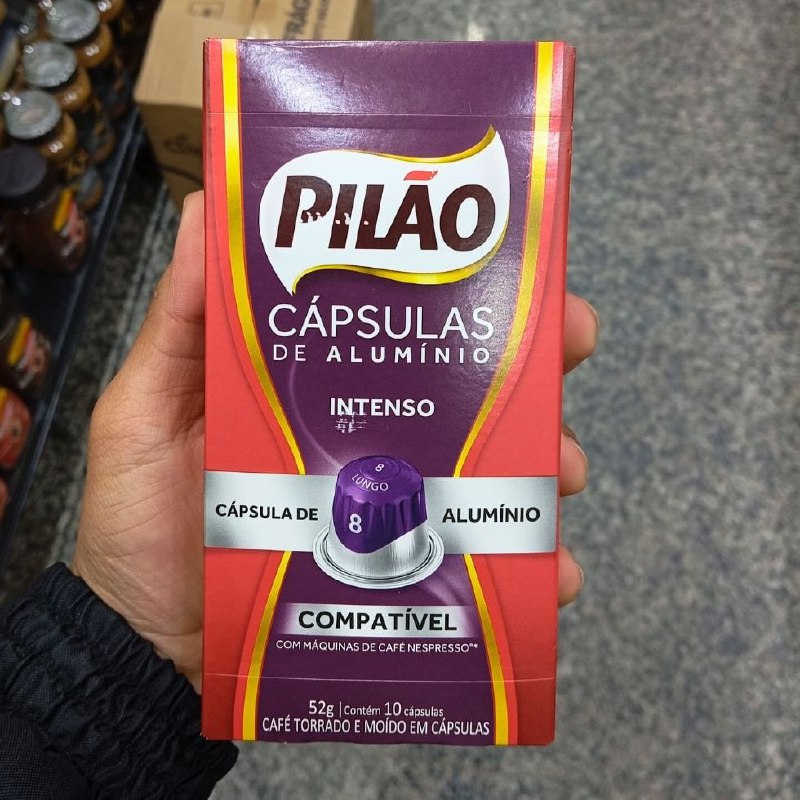 PILÃO
CÁPSULAS
DE ALUMÍNIO
INTENSO
8
LUNGO
8
CÁPSULA DE ALUMÍNIO
COMPATÍVEL
COM MÁQUINAS DE CAFÉ NESPRESSO®*
52g | Contém 10 cápsulas
CAFÉ TORRADO E MOÍDO EM CÁPSULAS